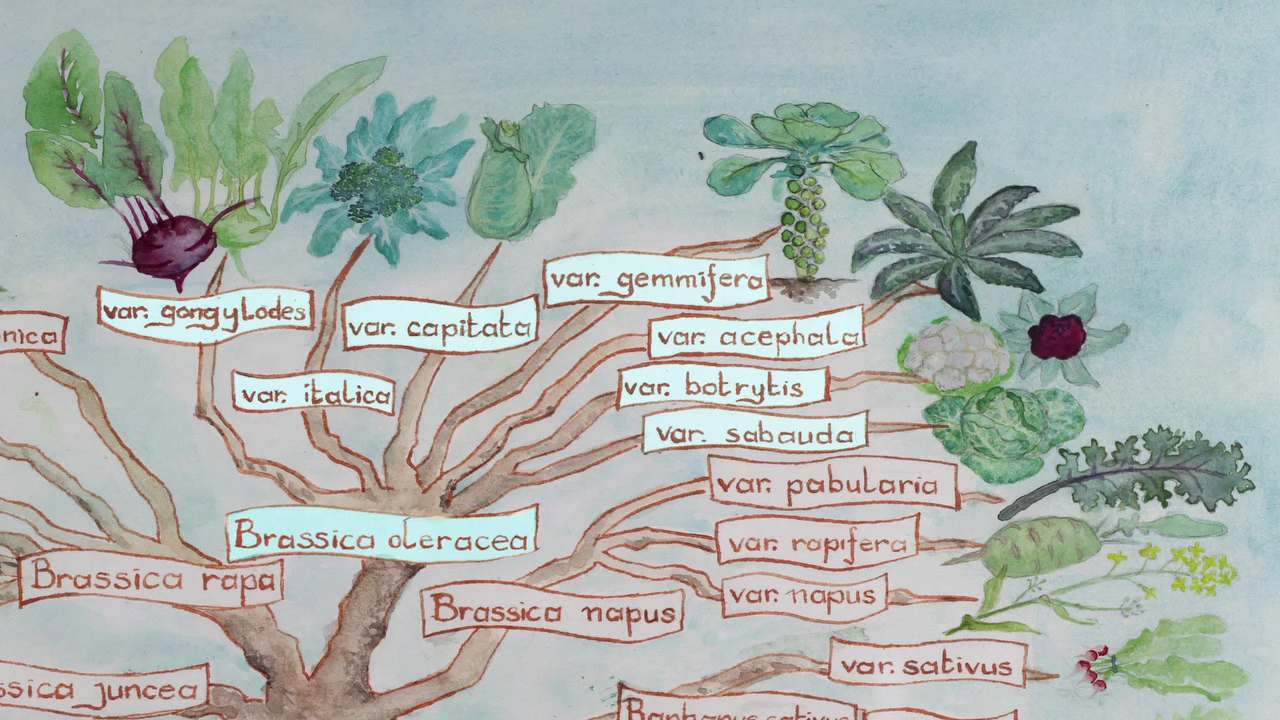 var. gemmifera
var. gongylodes
var. capitata
nica
var. acephala
var. italica
var. botrytis
var. sabauda
var. pabularia
Brassica oleracea
var. rapifera
Brassica rapa
var. napus
Brassica napus
var. sativus
ssica juncea